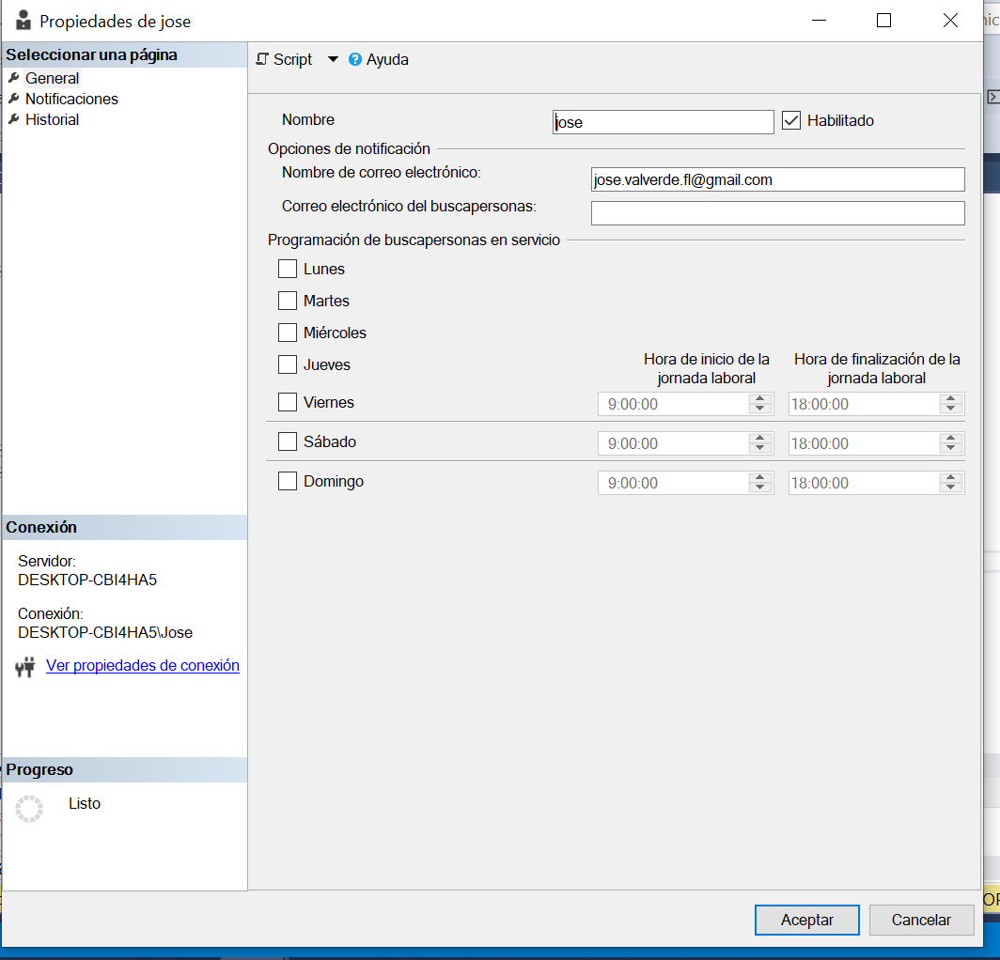 Propiedades de jose
Seleccionar una página
General
Notificaciones
Historial
Script
Ayuda
Nombre
jose
Habilitado
Opciones de notificación
Nombre de correo electrónico:
jose.valverde.fl@gmail.com
Correo electrónico del buscapersonas:
Programación de buscapersonas en servicio
Lunes
Martes
Miércoles
Jueves
Hora de inicio de la
jornada laboral
Hora de finalización de la
jornada laboral
Viernes
9:00:00
18:00:00
Sábado
9:00:00
18:00:00
Domingo
9:00:00
18:00:00
Conexión
Servidor:
DESKTOP-CBI4HA5
Conexión:
DESKTOP-CBI4HA5\Jose
Ver propiedades de conexión
Progreso
Listo
Aceptar
Cancelar